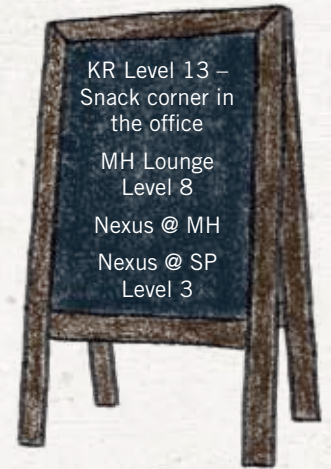 KR Level 13 –
Snack corner in
the office
MH Lounge
Level 8
Nexus @ MH
Nexus @ SP
Level 3